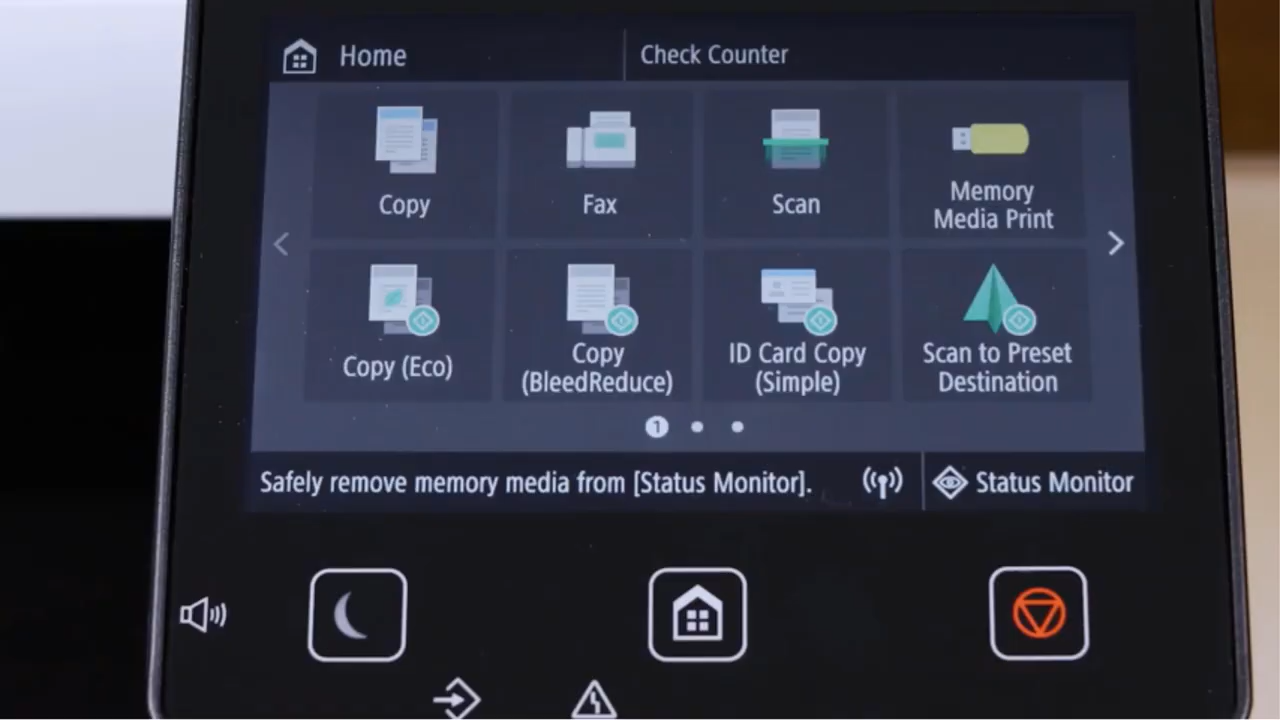 Home
Check Counter
Copy
Fax
Scan
Memory
Media Print
Copy (Eco)
Copy
(BleedReduce)
ID Card Copy
(Simple)
Scan to Preset
Destination
1
Safely remove memory media from [Status Monitor].
Status Monitor